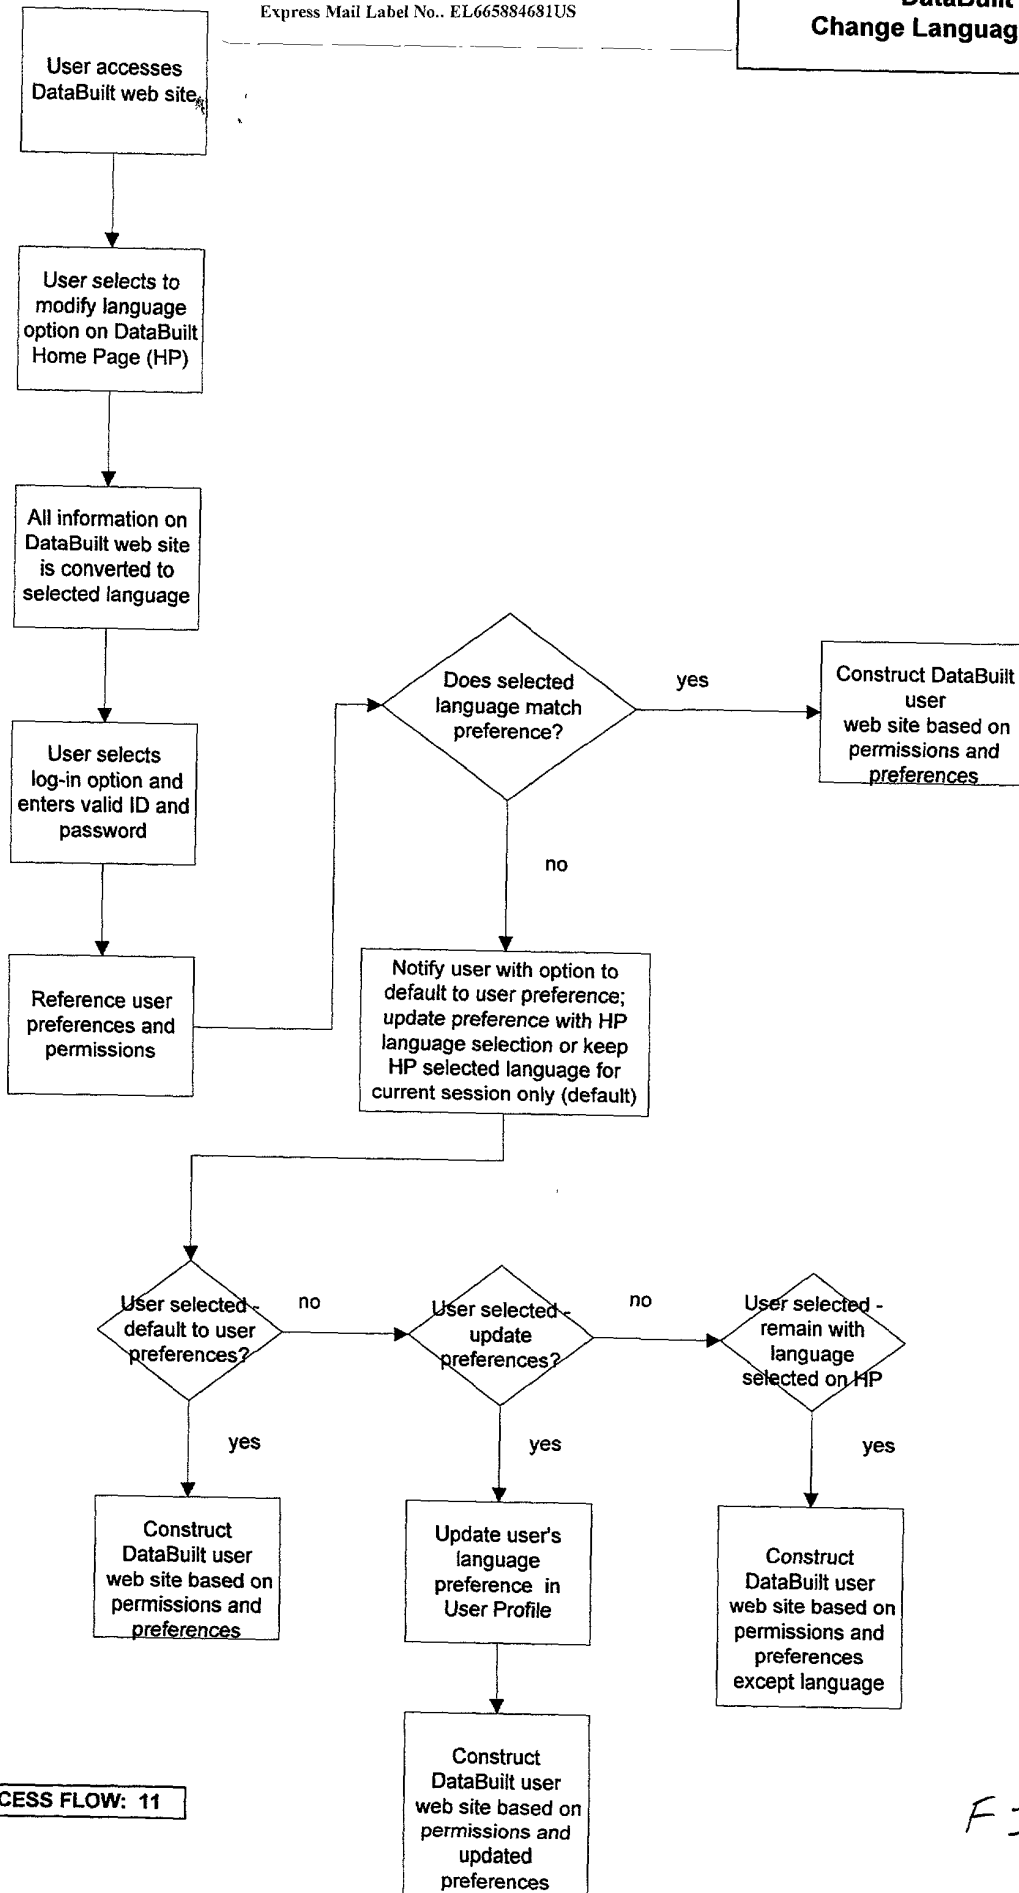 Express Mail Label No.. EL665884681US
DataBuilt
Change Languag
User accesses
DataBuilt web site
User selects to
modify language
option on DataBuilt
Home Page (HP)
All information on
DataBuilt web site
is converted to
selected language
User selects
log-in option and
enters valid ID and
password
Reference user
preferences and
permissions
Does selected
language match
preference?
yes
Construct DataBuilt
user
web site based on
permissions and
preferences
no
Notify user with option to
default to user preference;
update preference with HP
language selection or keep
HP selected language for
current session only (default)
User selected -
default to user
preferences?
no
User selected -
update
preferences?
no
User selected -
remain with
language
selected on HP
yes
yes
yes
Construct
DataBuilt user
web site based on
permissions and
preferences
Update user's
language
preference in
User Profile
Construct
DataBuilt user
web site based on
permissions and
preferences
except language
Construct
DataBuilt user
web site based on
permissions and
updated
preferences
CESS FLOW: 11
F